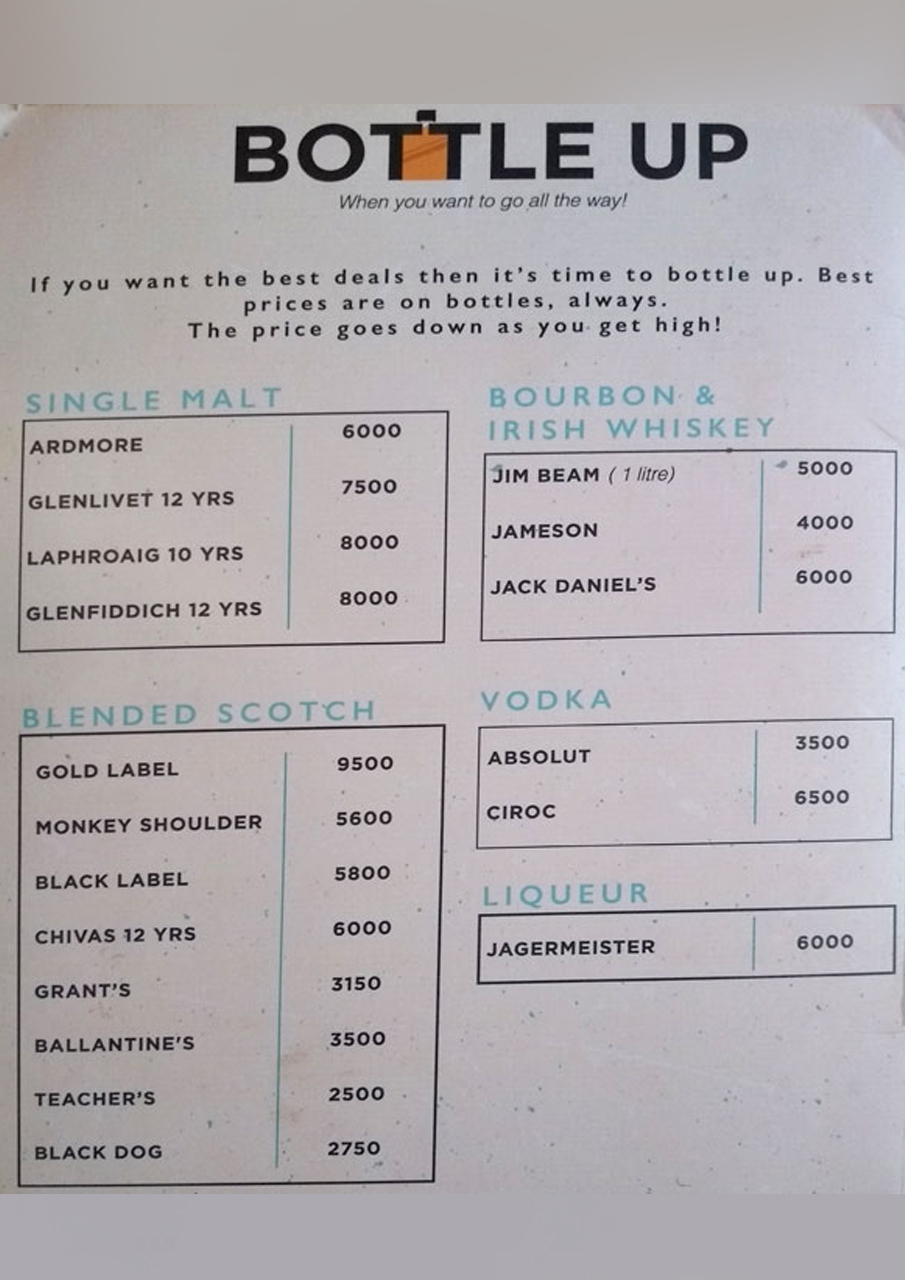 BOTTLE UP
When you want to go all the way!
If you want the best deals then it's time to bottle up. Best
prices are on bottles, always.
The price goes down as you get high!
SINGLE MALT
ARDMORE 6000
GLENLIVET 12 YRS 7500
LAPHROAIG 10 YRS 8000
GLENFIDDICH 12 YRS 8000
BLENDED SCOTCH
GOLD LABEL 9500
MONKEY SHOULDER 5600
BLACK LABEL 5800
CHIVAS 12 YRS 6000
GRANT'S 3150
BALLANTINE'S 3500
TEACHER'S 2500
BLACK DOG 2750
BOURBON &
IRISH WHISKEY
JIM BEAM ( 1 litre) 5000
JAMESON 4000
JACK DANIEL'S 6000
VODKA
ABSOLUT 3500
CIROC 6500
LIQUEUR
JAGERMEISTER 6000